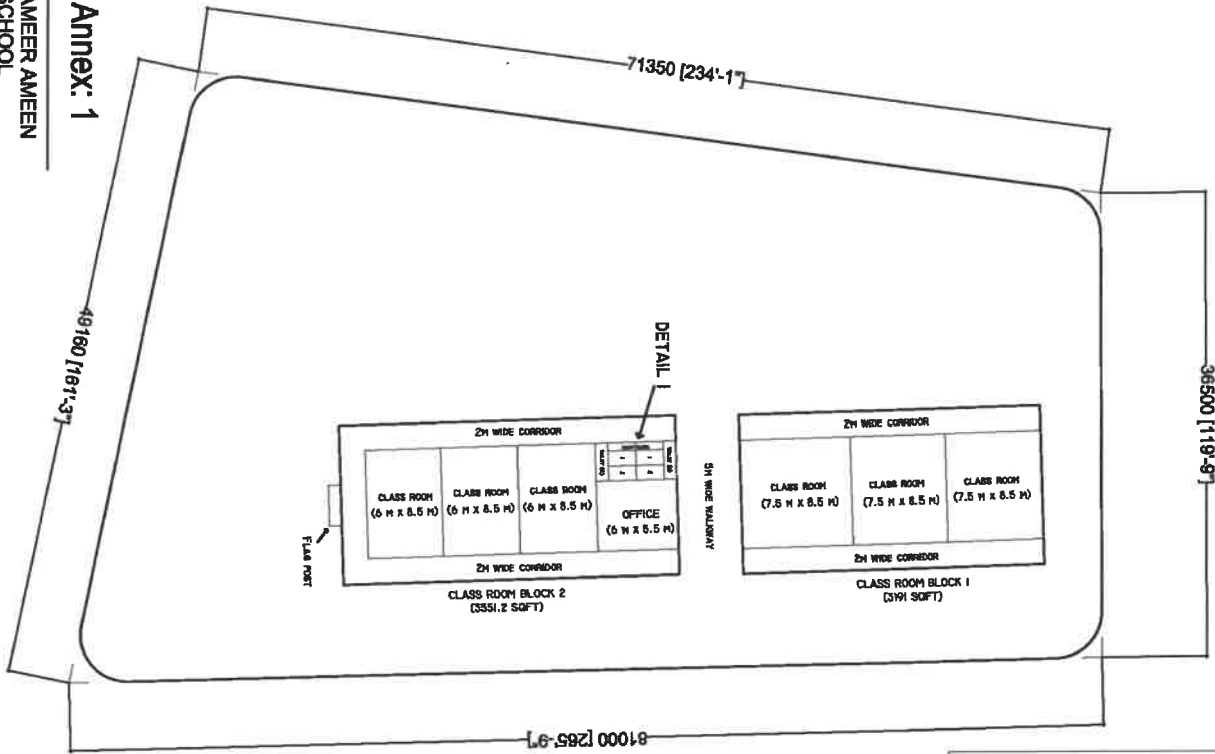 Annex: 1
AMEER AMEEN
SCHOOL
71350 [234'-1"]
36500 [119'-9"]
49160 [161'-3"]
81000 [265'-9"]
DETAIL 1
2M WIDE CORRIDOR
CLASS ROOM
(6 M X 8.5 M)
CLASS ROOM
(6 M X 8.5 M)
CLASS ROOM
(6 M X 8.5 M)
OFFICE
(6 M X 5.5 M)
2M WIDE CORRIDOR
FLAG POST
CLASS ROOM BLOCK 2
(3551.2 SQFT)
5M WIDE WALKWAY
2M WIDE CORRIDOR
CLASS ROOM
(7.5 M X 8.5 M)
CLASS ROOM
(7.5 M X 8.5 M)
CLASS ROOM
(7.5 M X 8.5 M)
2M WIDE CORRIDOR
CLASS ROOM BLOCK 1
(3191 SQFT)